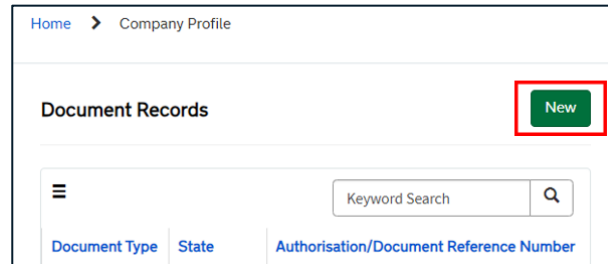 Home > Company Profile
Document Records
New
Keyword Search
Document Type State Authorisation/Document Reference Number